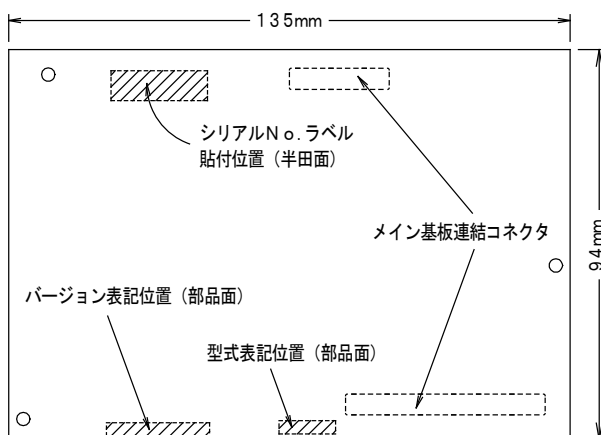 135mm
シリアルNo.ラベル
貼付位置（半田面）
メイン基板連結コネクタ
94mm
バージョン表記位置（部品面）
型式表記位置（部品面）